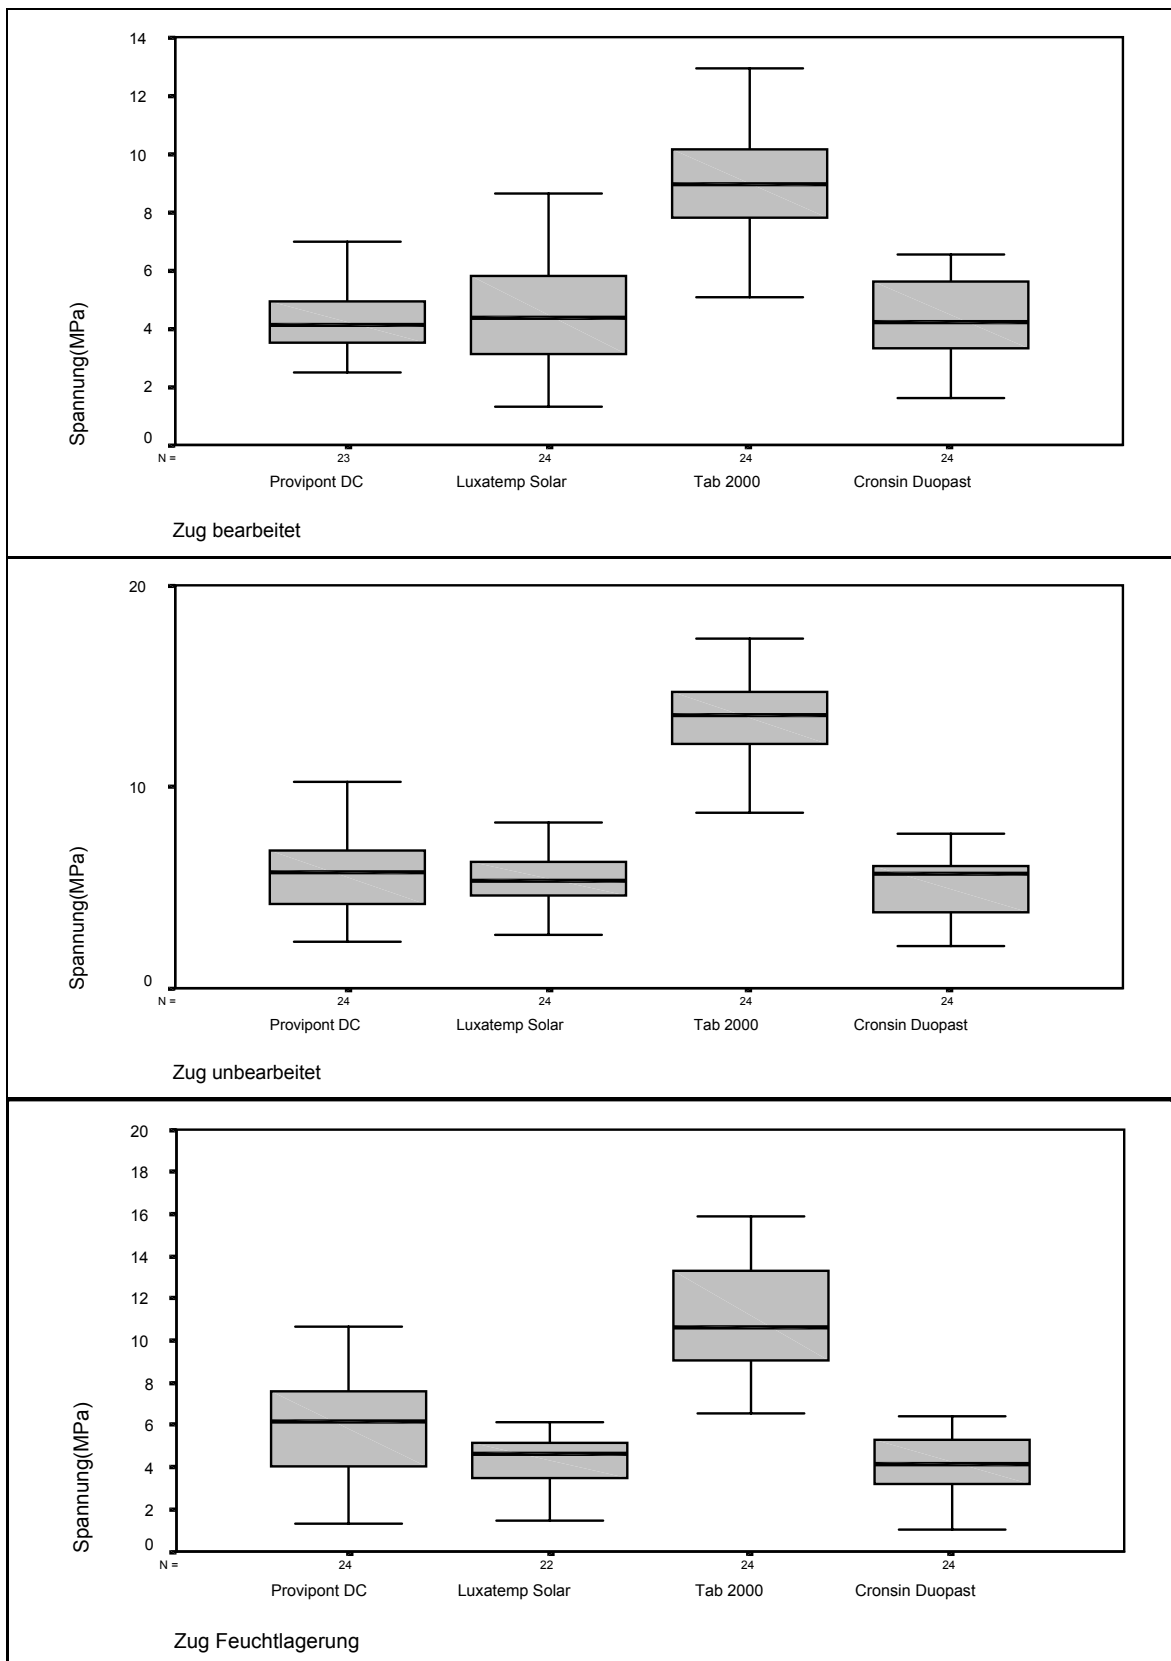 14
12
10
8
6
4
2
0
Spannung(MPa)
N = 23 24 24 24
Provipont DC Luxatemp Solar Tab 2000 Cronsin Duopast
Zug bearbeitet
20
10
0
Spannung(MPa)
N = 24 24 24 24
Provipont DC Luxatemp Solar Tab 2000 Cronsin Duopast
Zug unbearbeitet
20
18
16
14
12
10
8
6
4
2
0
Spannung(MPa)
N = 24 22 24 24
Provipont DC Luxatemp Solar Tab 2000 Cronsin Duopast
Zug Feuchtlagerung